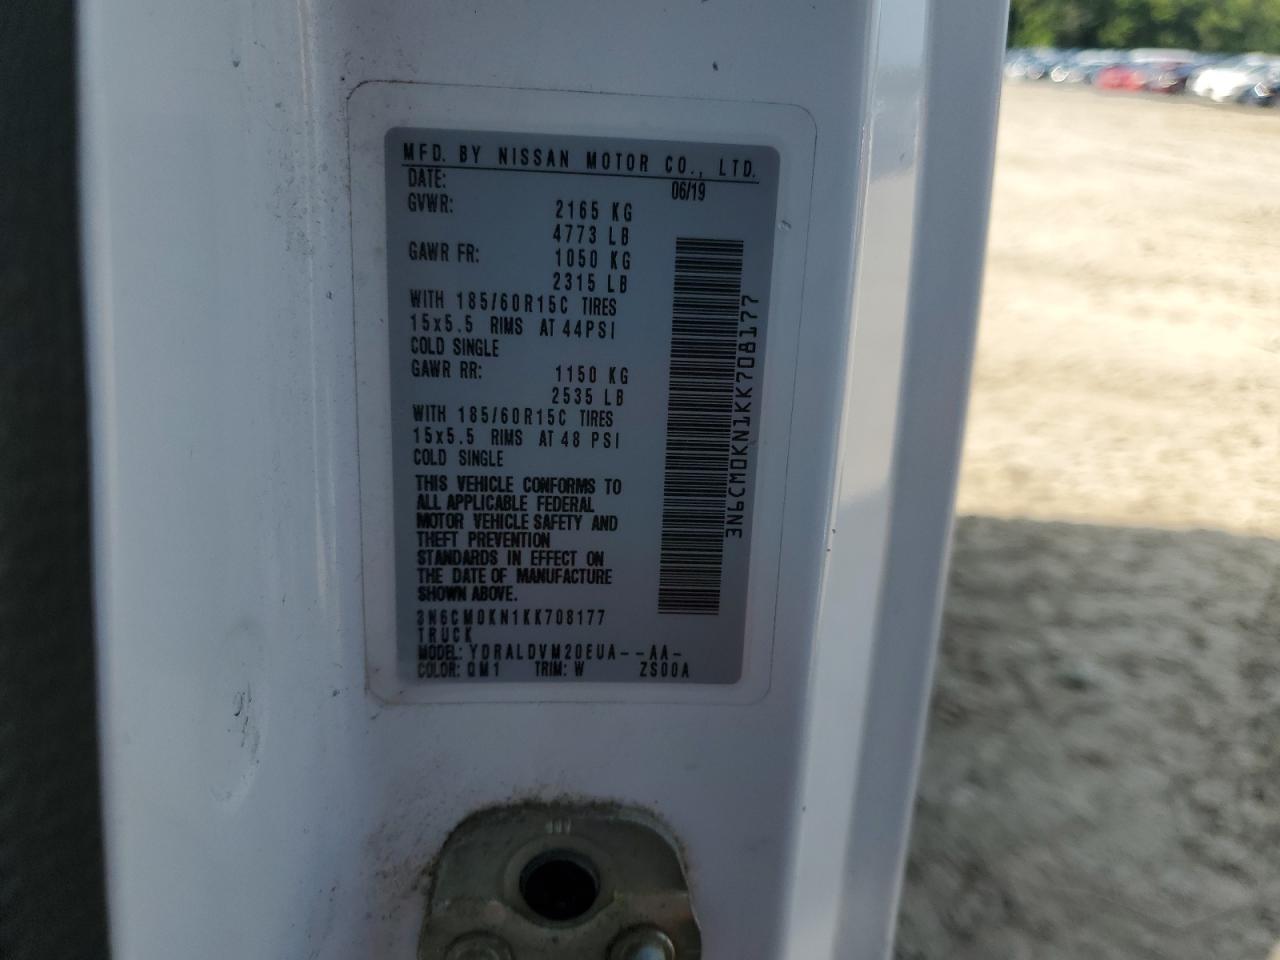 MFD. BY NISSAN MOTOR CO., LTD.
DATE: 06/19
GVWR: 2165 KG
4773 LB
GAWR FR: 1050 KG
2315 LB
WITH 185/60R15C TIRES
15x5.5 RIMS AT 44PSI
COLD SINGLE
GAWR RR: 1150 KG
2535 LB
WITH 185/60R15C TIRES
15x5.5 RIMS AT 48 PSI
COLD SINGLE
THIS VEHICLE CONFORMS TO
ALL APPLICABLE FEDERAL
MOTOR VEHICLE SAFETY AND
THEFT PREVENTION
STANDARDS IN EFFECT ON
THE DATE OF MANUFACTURE
SHOWN ABOVE.
3N6CM0KN1KK708177
TRUCK
MODEL: YDRALDVM20EUA--AA-
COLOR: QM1 TRIM: W ZS00A
3N6CM0KN1KK708177